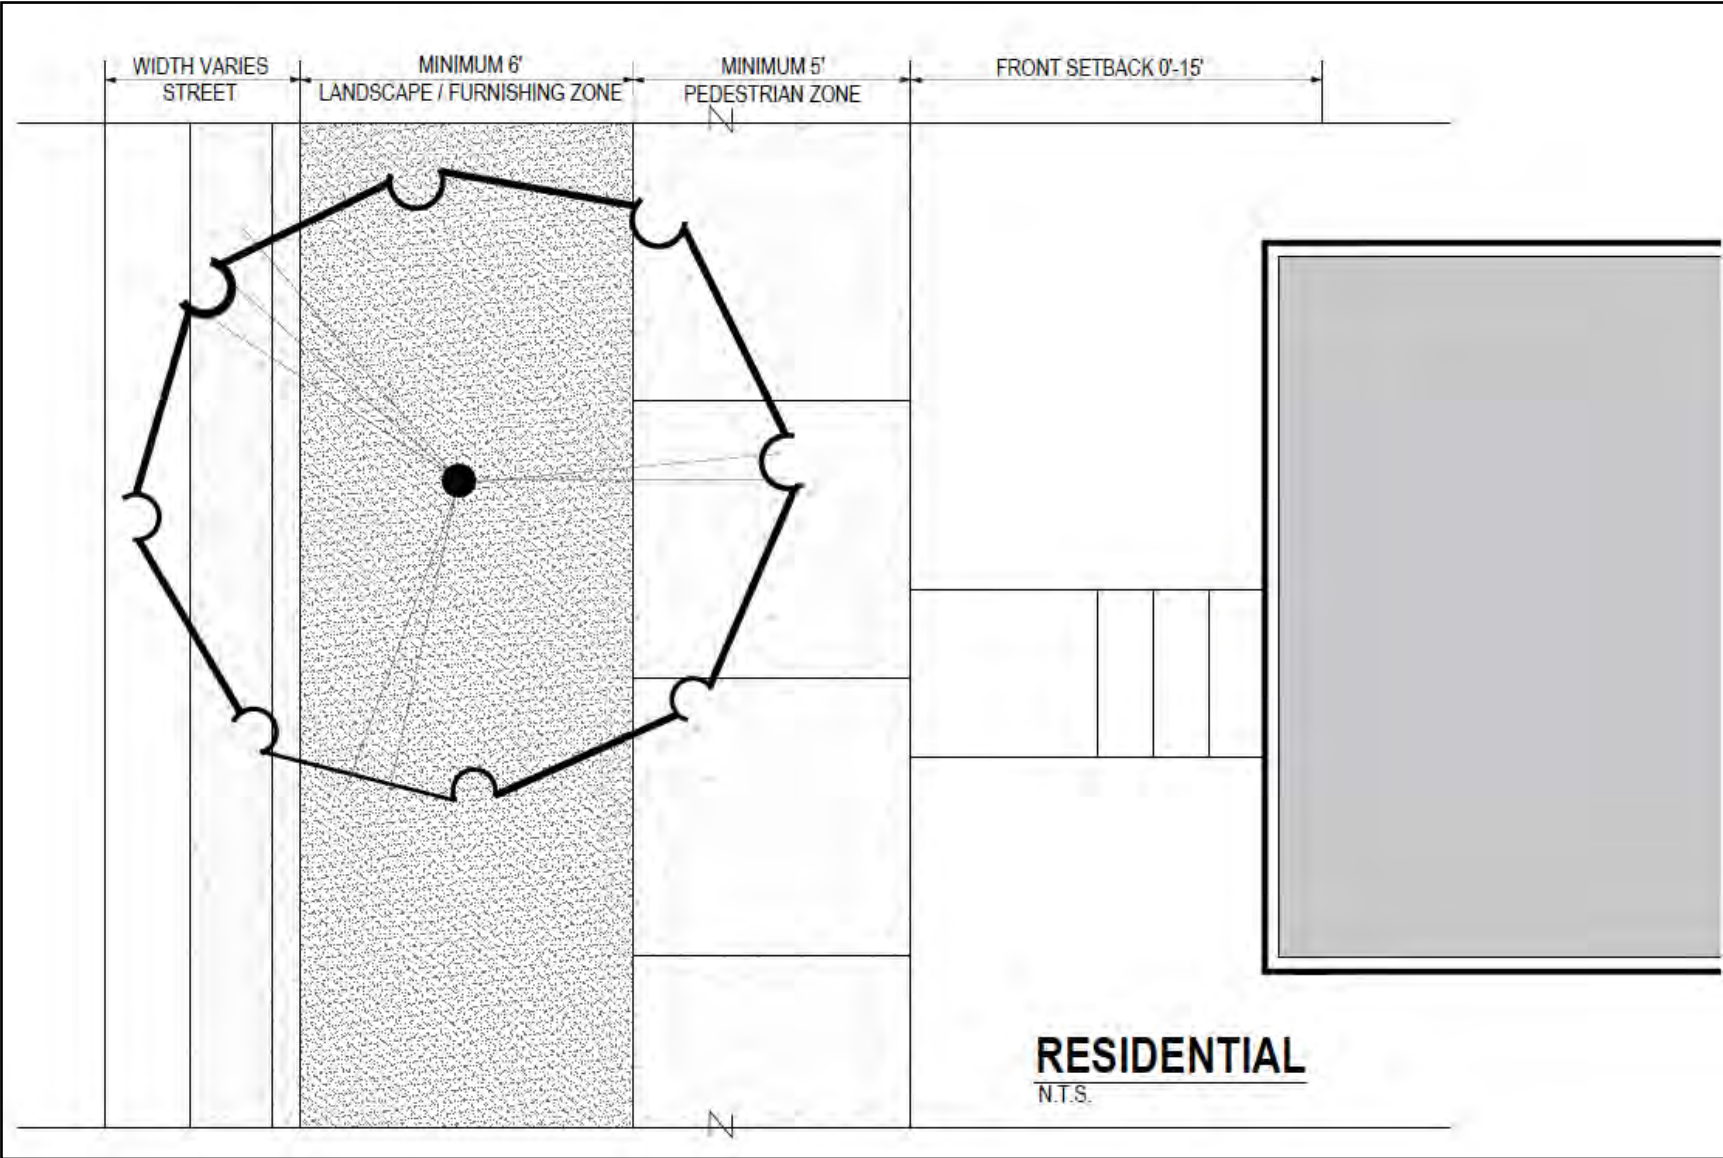 WIDTH VARIES
STREET
MINIMUM 6'
LANDSCAPE / FURNISHING ZONE
MINIMUM 5'
PEDESTRIAN ZONE
FRONT SETBACK 0'-15'
RESIDENTIAL
N.T.S.